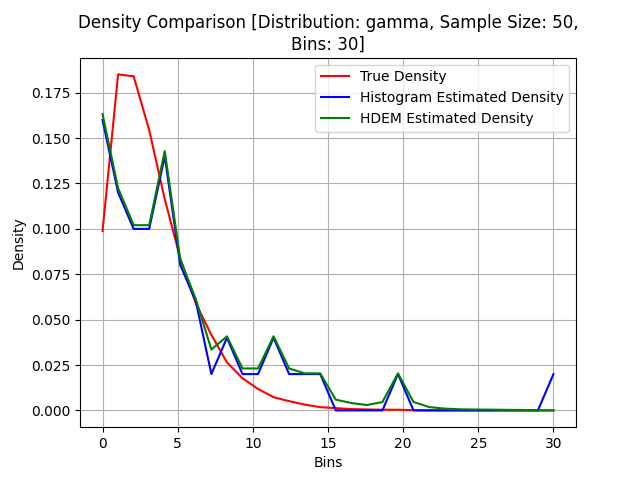 Density Comparison [Distribution: gamma, Sample Size: 50,
Bins: 30]
True Density
Histogram Estimated Density
HDEM Estimated Density
Density
0.175
0.150
0.125
0.100
0.075
0.050
0.025
0.000
0 5 10 15 20 25 30
Bins